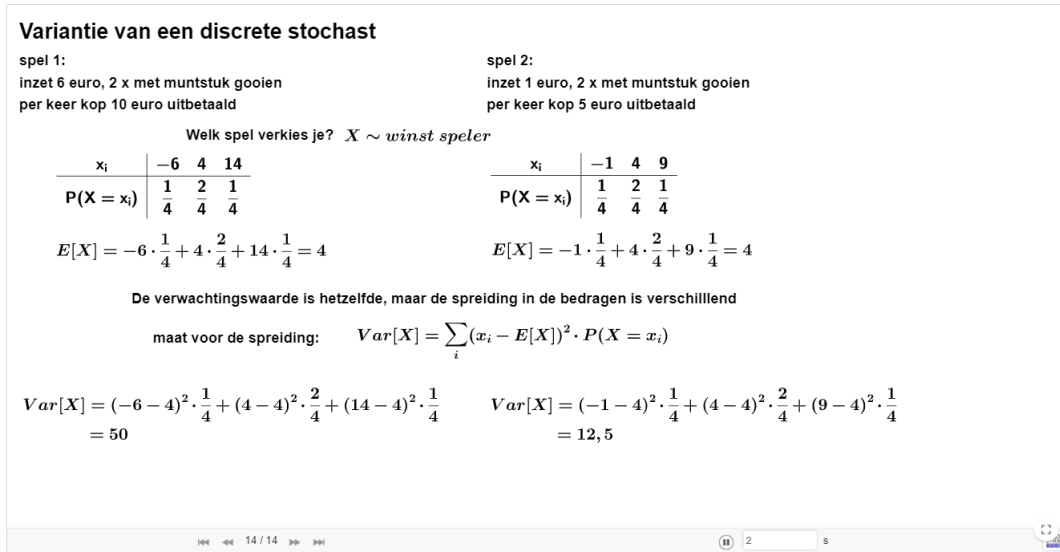 Variantie van een discrete stochast
spel 1:
inzet 6 euro, 2 x met muntstuk gooien
per keer kop 10 euro uitbetaald
spel 2:
inzet 1 euro, 2 x met muntstuk gooien
per keer kop 5 euro uitbetaald
Welk spel verkies je? X ∼ winst speler
xᵢ | −6 4 14
P(X = xᵢ) | 1/4 2/4 1/4
xᵢ | −1 4 9
P(X = xᵢ) | 1/4 2/4 1/4
E[X] = −6 · 1/4 + 4 · 2/4 + 14 · 1/4 = 4
E[X] = −1 · 1/4 + 4 · 2/4 + 9 · 1/4 = 4
De verwachtingswaarde is hetzelfde, maar de spreiding in de bedragen is verschilllend
maat voor de spreiding: Var[X] = ∑ᵢ (xᵢ − E[X])² · P(X = xᵢ)
Var[X] = (−6 − 4)² · 1/4 + (4 − 4)² · 2/4 + (14 − 4)² · 1/4
= 50
Var[X] = (−1 − 4)² · 1/4 + (4 − 4)² · 2/4 + (9 − 4)² · 1/4
= 12,5
14 / 14
2 s